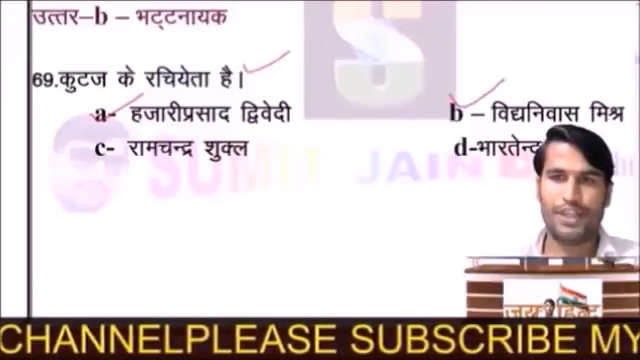 उत्तर–b – भट्टनायक
69.कुटज के रचियेता है।
a- हजारीप्रसाद द्विवेदी b – विद्यनिवास मिश्र
c- रामचन्द्र शुक्ल d-भारतेन्द
SUMIT JAIN
CHANNELPLEASE SUBSCRIBE MY